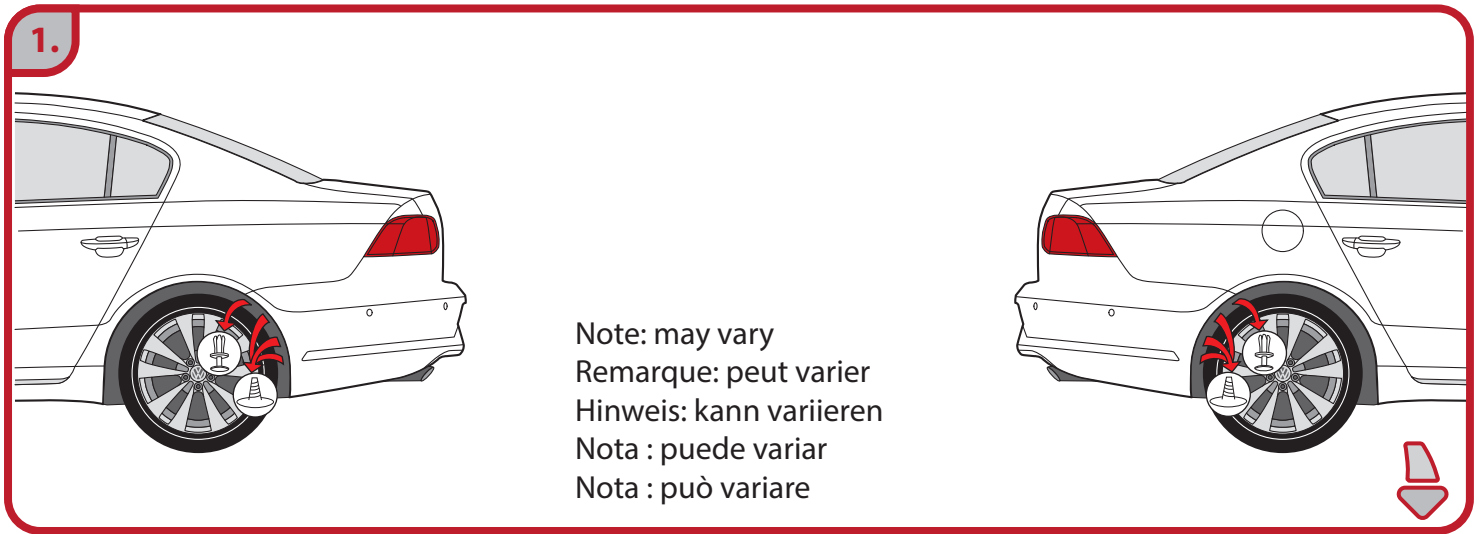 1.
Note: may vary
Remarque: peut varier
Hinweis: kann variieren
Nota : puede variar
Nota : può variare